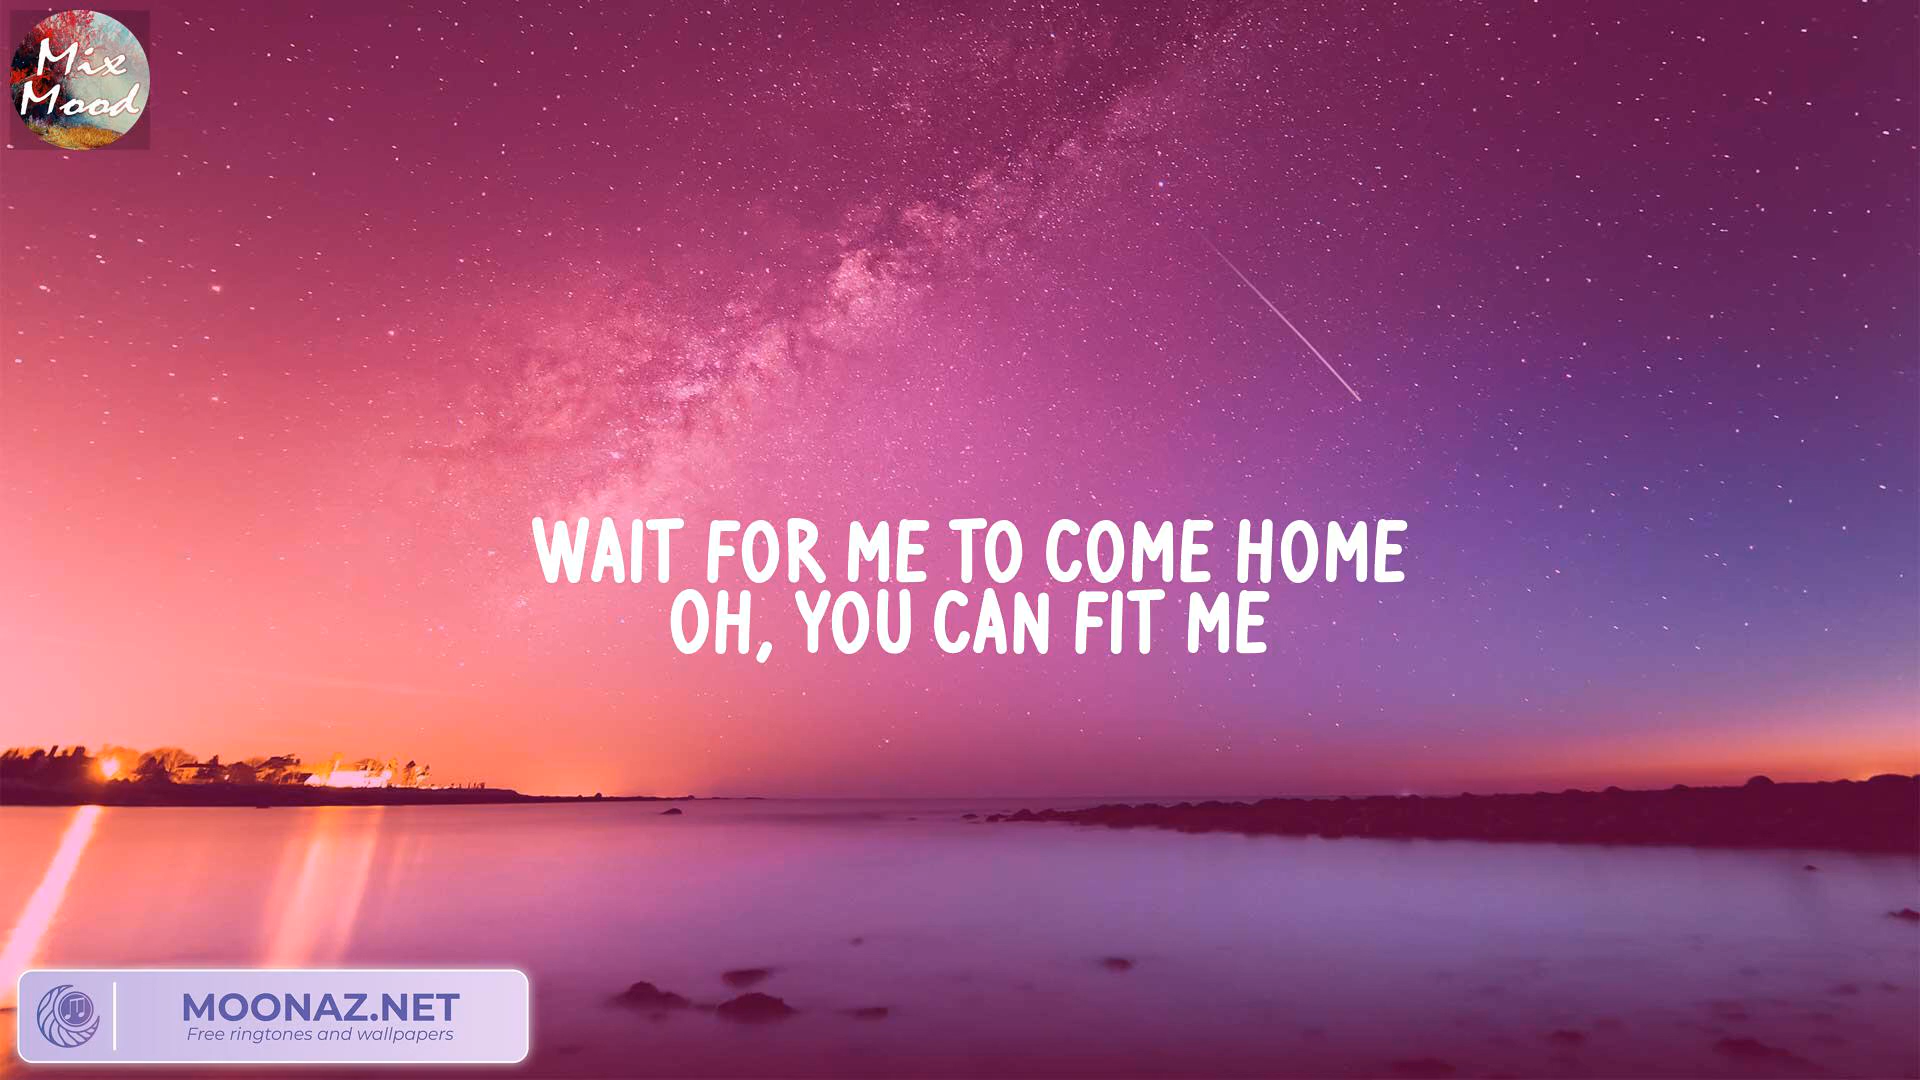 Mix
Mood
WAIT FOR ME TO COME HOME
OH, YOU CAN FIT ME
MOONAZ.NET
Free ringtones and wallpapers